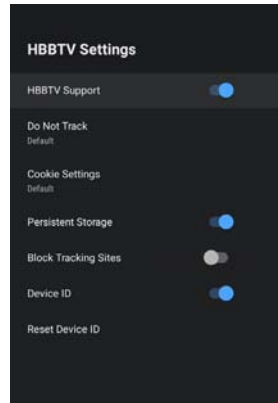 HBBTV Settings
HBBTV Support
Do Not Track
Default
Cookie Settings
Default
Persistent Storage
Block Tracking Sites
Device ID
Reset Device ID